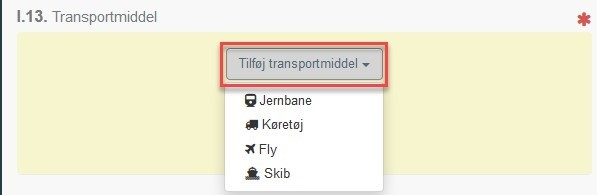 I.13. Transportmiddel *
Tilføj transportmiddel
Jernbane
Køretøj
Fly
Skib